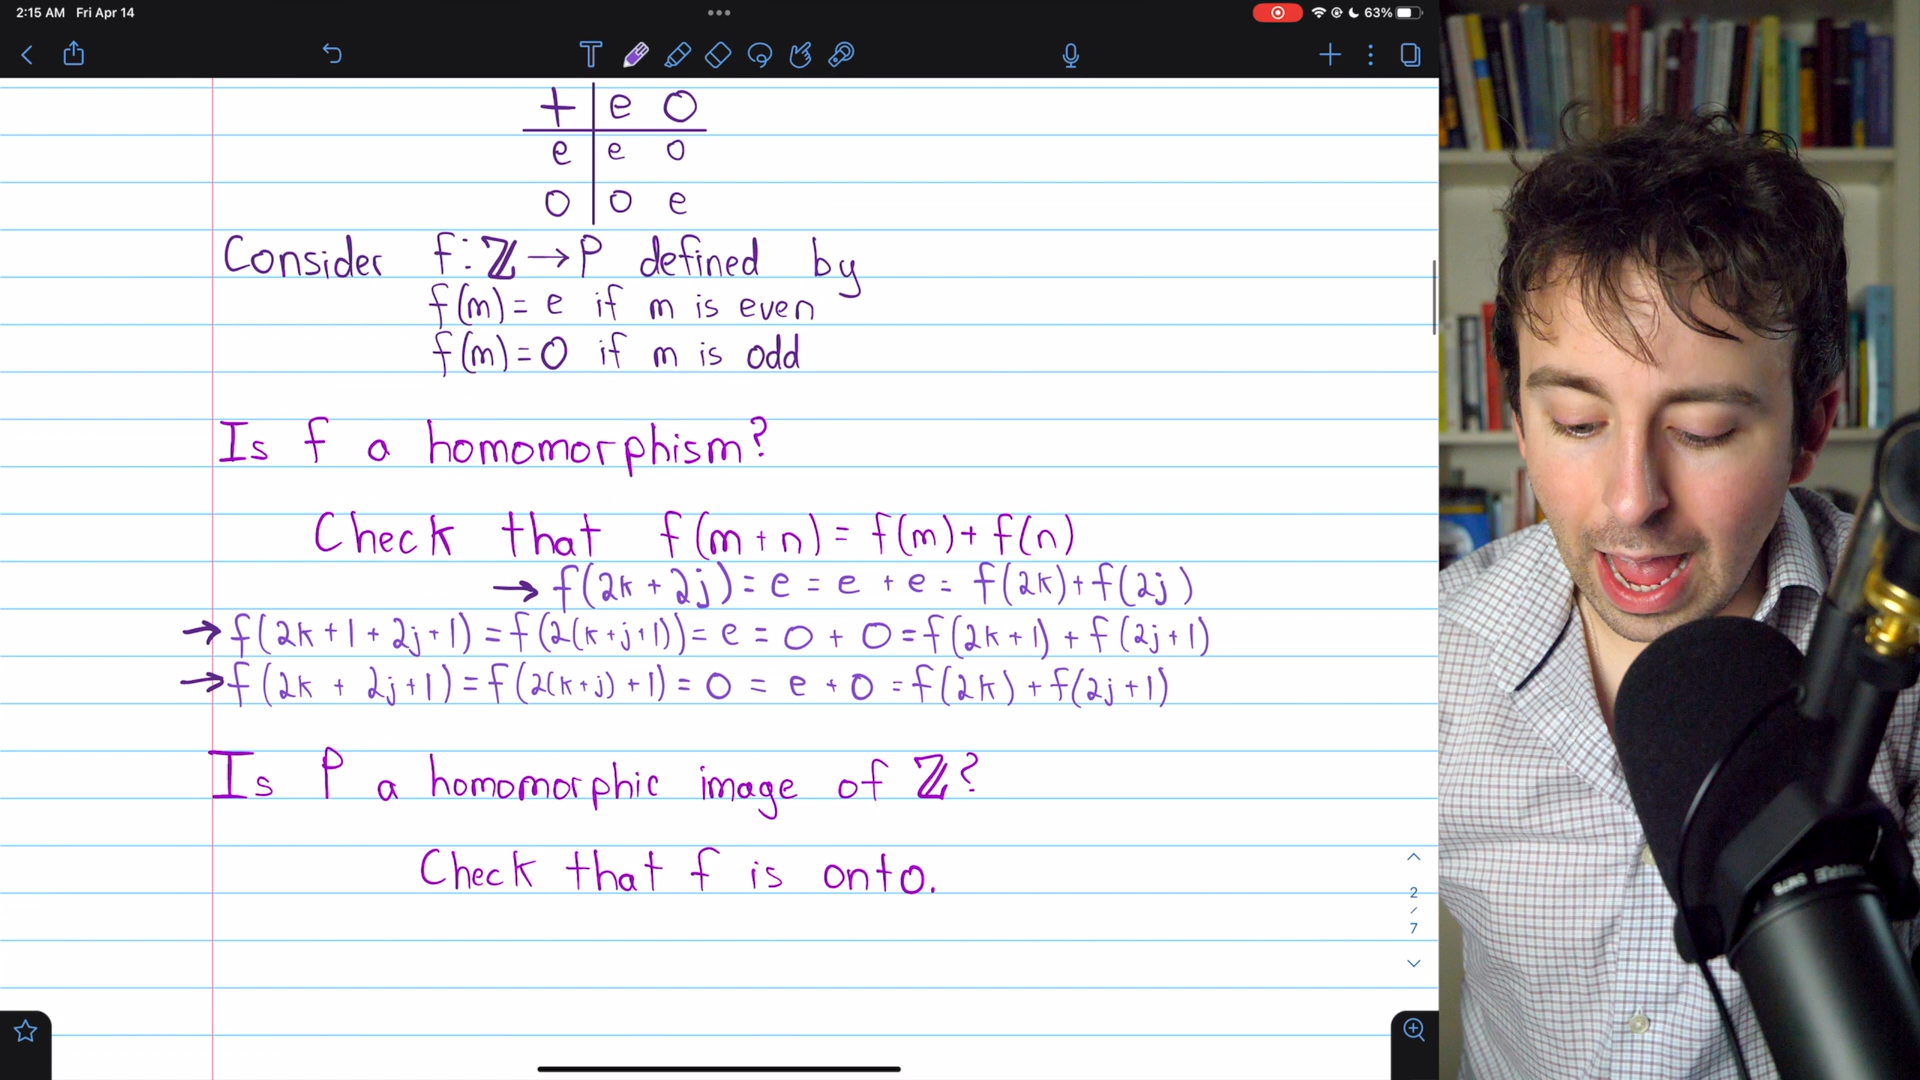 2:15 AM Fri Apr 14
63%
+ e O
e e o
O o e
Consider f: ℤ → P defined by
f(m) = e if m is even
f(m) = O if m is odd
Is f a homomorphism?
Check that f(m+n) = f(m) + f(n)
→ f(2k + 2j) = e = e + e = f(2k) + f(2j)
→ f(2k+1 + 2j+1) = f(2(k+j+1)) = e = O + O = f(2k+1) + f(2j+1)
→ f(2k + 2j+1) = f(2(k+j)+1) = O = e + O = f(2k) + f(2j+1)
Is P a homomorphic image of ℤ?
Check that f is onto.
2
/
7